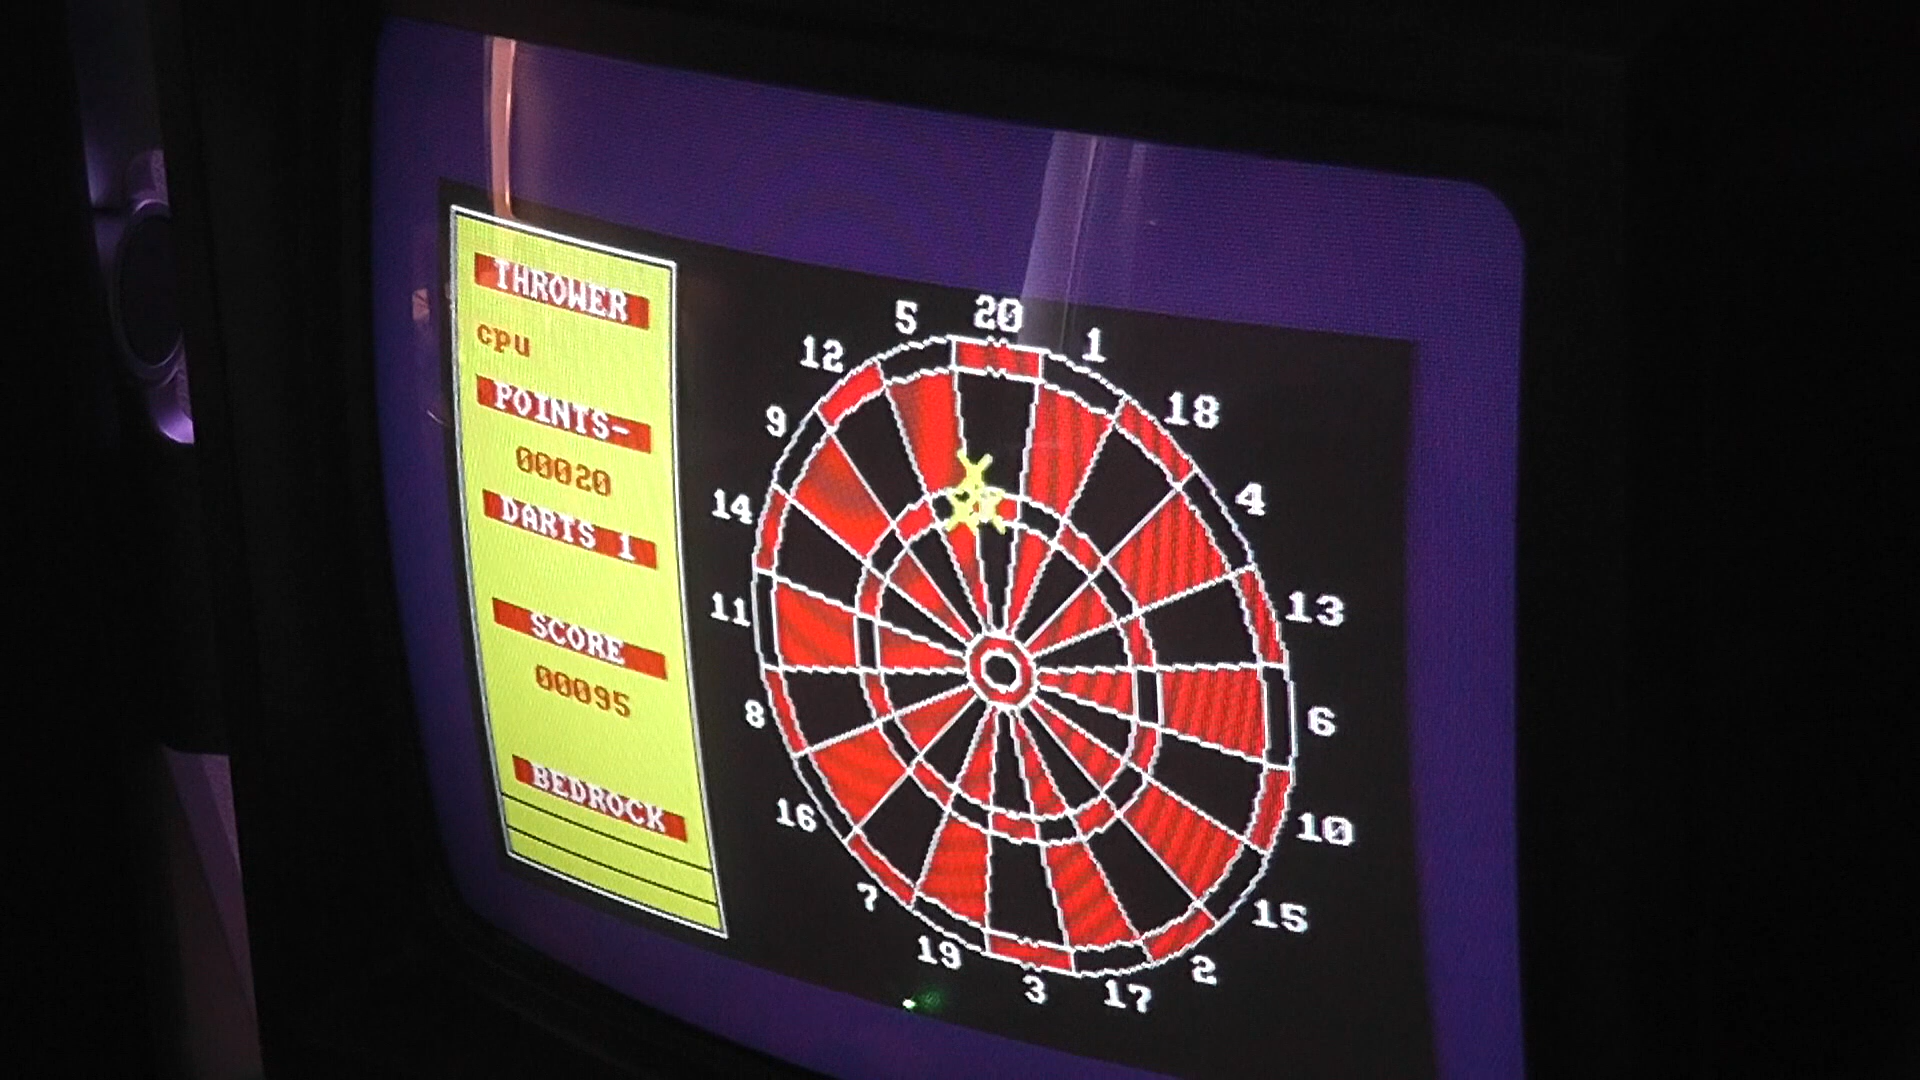 THROWER
cpu
POINTS-
00020
DARTS 1
SCORE
00095
BEDROCK
5 20 1
12 18
9 4
14 13
11 6
8 10
16 15
7 2
19 3 17